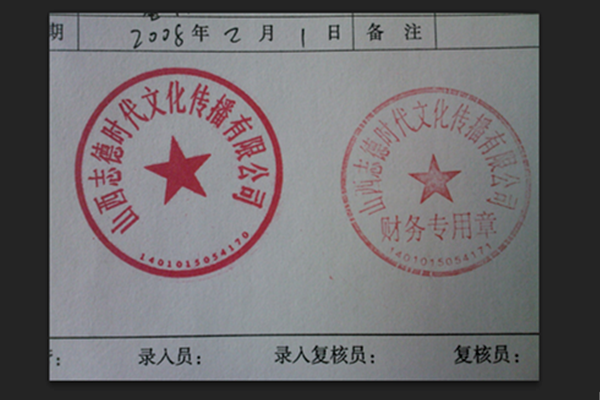 期 2008年2月1日 备注
山西志德时代文化传播有限公司
1401015054170
山西志德时代文化传播有限公司
财务专用章
1401015054171
录入员： 录入复核员： 复核员：